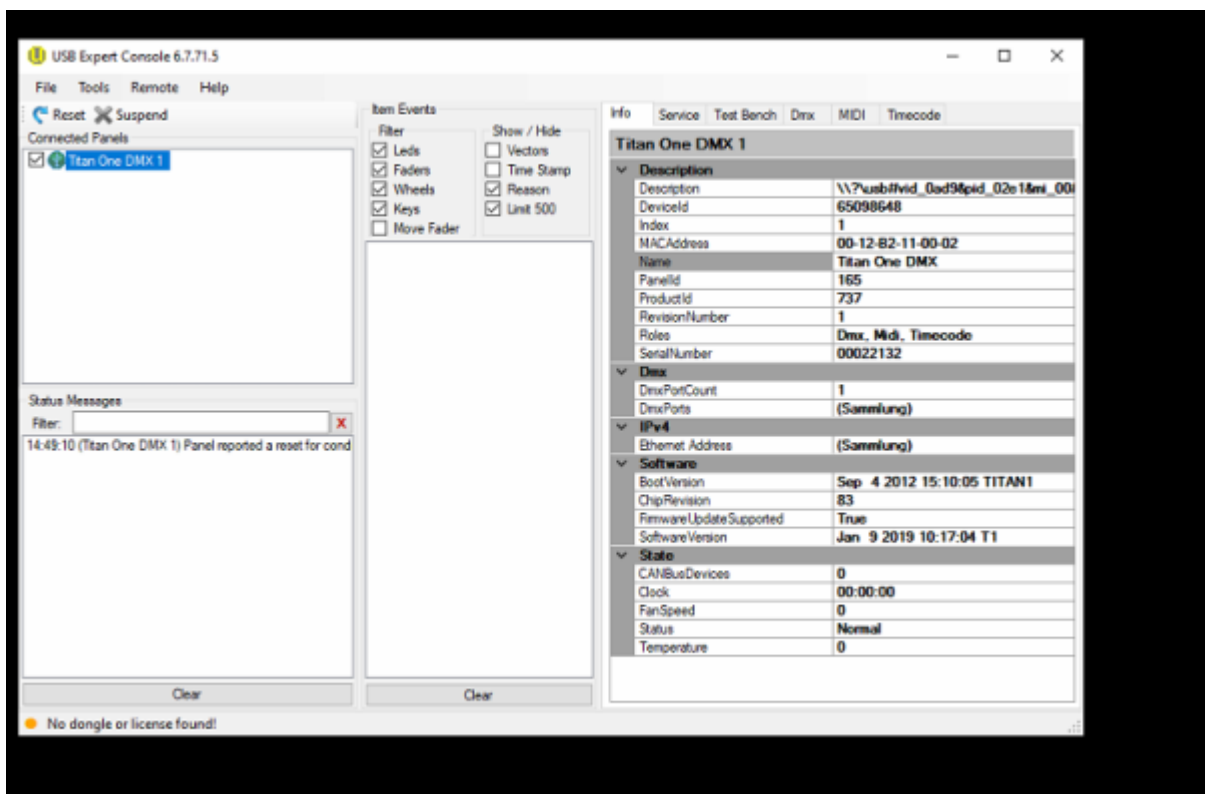 USB Expert Console 6.7.71.5
File Tools Remote Help
Reset Suspend
Connected Panels
Titan One DMX 1
Status Messages
Filter: X
14:49:10 (Titan One DMX 1) Panel reported a reset for cond
Clear
Item Events
Filter
Leds
Faders
Wheels
Keys
Move Fader
Show / Hide
Vectors
Time Stamp
Reason
Limit 500
Clear
Info Service Test Bench Dmx MIDI Timecode
Titan One DMX 1
Description
Description \\?\usb#vid_0ad9&pid_02e1&mi_00
DeviceId 65098648
Index 1
MACAddress 00-12-B2-11-00-02
Name Titan One DMX
PanelId 165
ProductId 737
RevisionNumber 1
Roles Dmx, Midi, Timecode
SerialNumber 00022132
Dmx
DmxPortCount 1
DmxPorts (Sammlung)
IPv4
Ethernet Address (Sammlung)
Software
BootVersion Sep 4 2012 15:10:05 TITAN1
ChipRevision 83
FirmwareUpdateSupported True
SoftwareVersion Jan 9 2019 10:17:04 T1
State
CANBusDevices 0
Clock 00:00:00
FanSpeed 0
Status Normal
Temperature 0
No dongle or license found!